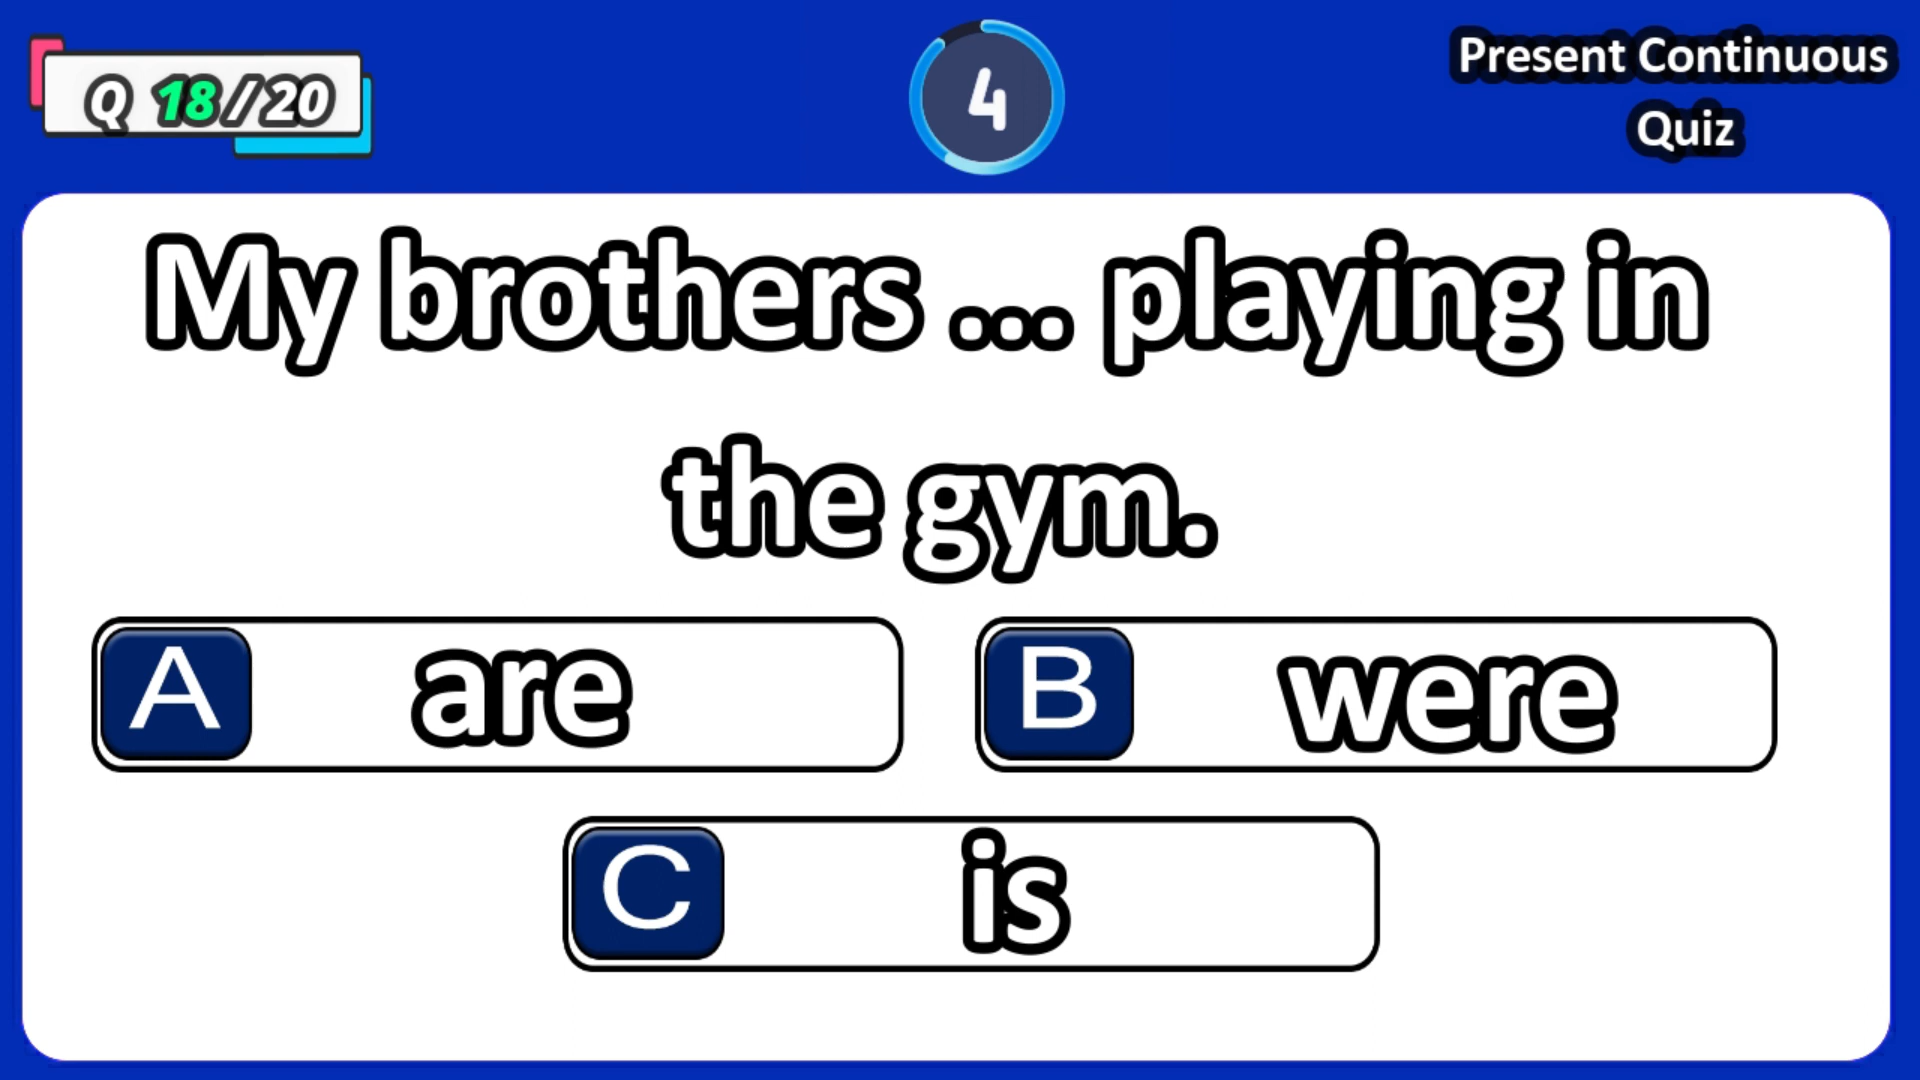 Q 18/20
4
Present Continuous
Quiz
My brothers ... playing in
the gym.
A are
B were
C is